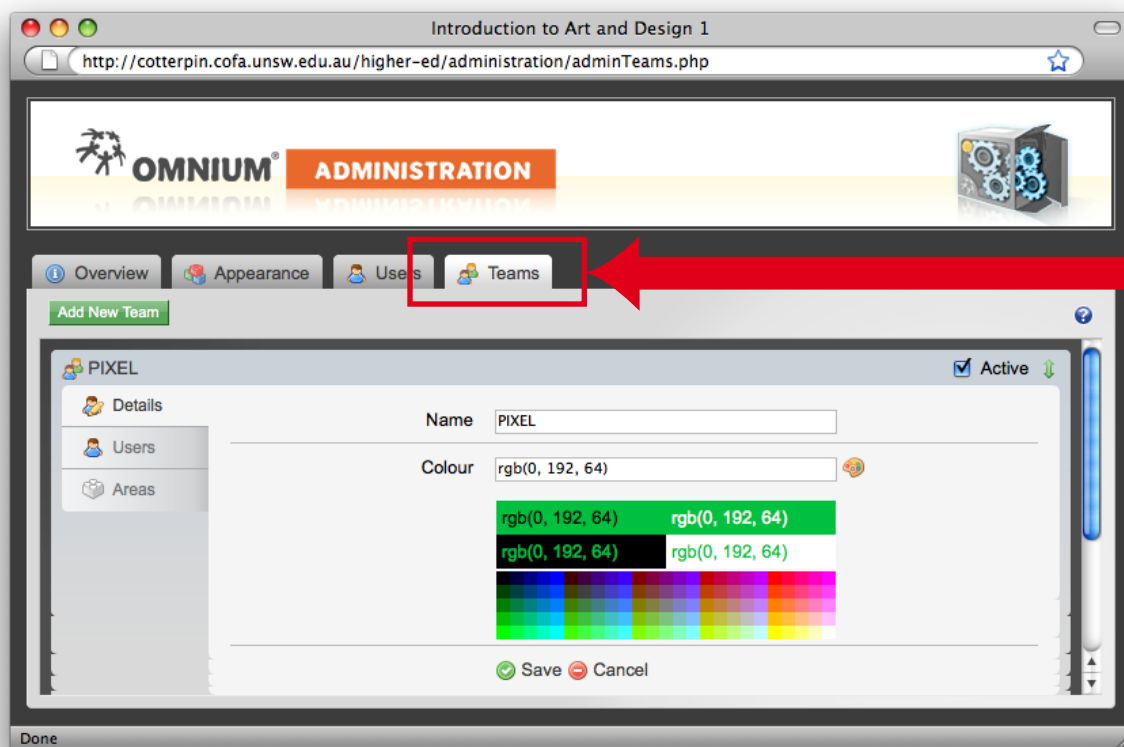 Introduction to Art and Design 1
http://cotterpin.cofa.unsw.edu.au/higher-ed/administration/adminTeams.php
OMNIUM® ADMINISTRATION
Overview Appearance Users Teams
Add New Team ?
PIXEL Active
Details
Users
Areas
Name PIXEL
Colour rgb(0, 192, 64)
rgb(0, 192, 64) rgb(0, 192, 64)
rgb(0, 192, 64) rgb(0, 192, 64)
Save Cancel
Done